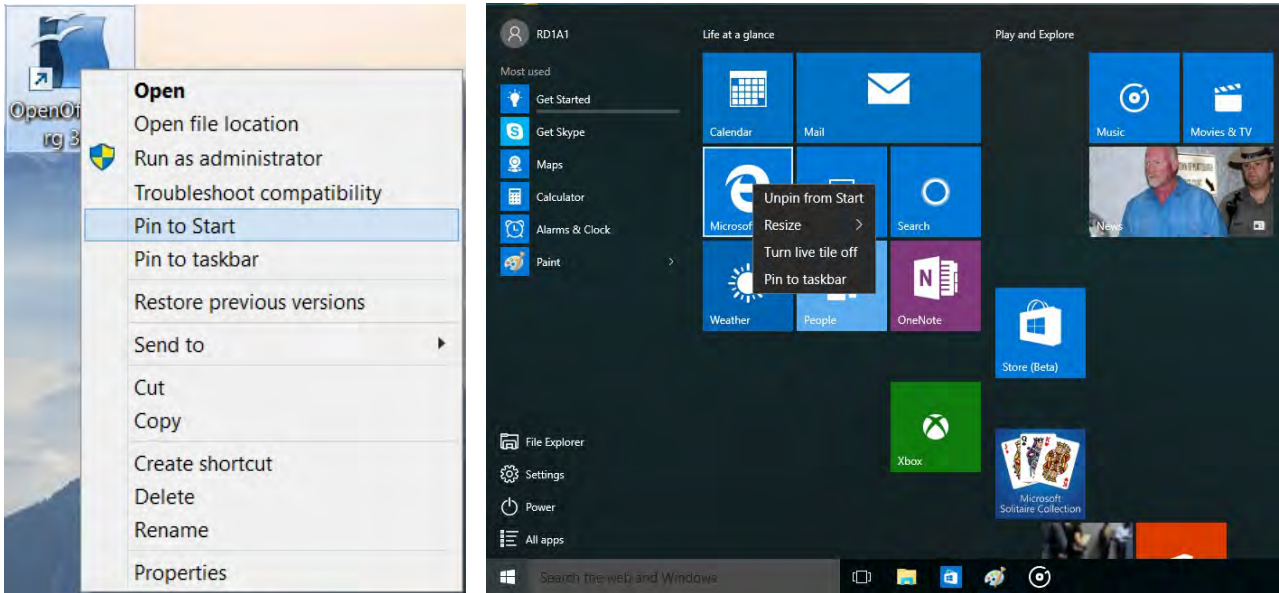 OpenOf
rg 3
Open
Open file location
Run as administrator
Troubleshoot compatibility
Pin to Start
Pin to taskbar
Restore previous versions
Send to
Cut
Copy
Create shortcut
Delete
Rename
Properties
RD1A1
Most used
Get Started
Get Skype
Maps
Calculator
Alarms & Clock
Paint
File Explorer
Settings
Power
All apps
Search the web and Windows
Life at a glance
Calendar
Mail
Microsof
Search
Weather
People
OneNote
Xbox
Unpin from Start
Resize
Turn live tile off
Pin to taskbar
Play and Explore
Music
Movies & TV
News
Store (Beta)
Microsoft
Solitaire Collection